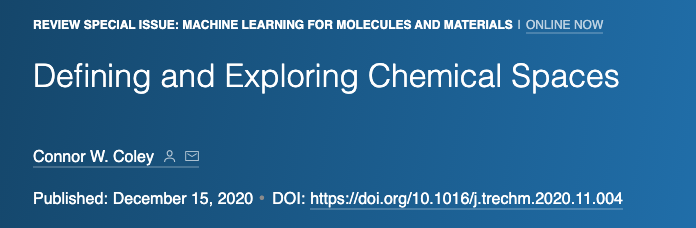 REVIEW SPECIAL ISSUE: MACHINE LEARNING FOR MOLECULES AND MATERIALS | ONLINE NOW
Defining and Exploring Chemical Spaces
Connor W. Coley
Published: December 15, 2020 • DOI: https://doi.org/10.1016/j.trechm.2020.11.004